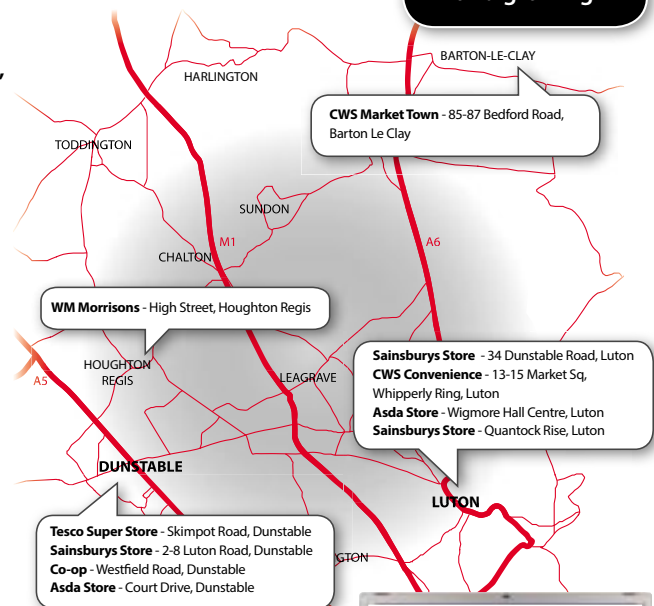 BARTON-LE-CLAY
HARLINGTON
CWS Market Town - 85-87 Bedford Road,
Barton Le Clay
TODDINGTON
SUNDON
M1
A6
CHALTON
WM Morrisons - High Street, Houghton Regis
HOUGHTON
REGIS
A5
LEAGRAVE
Sainsburys Store - 34 Dunstable Road, Luton
CWS Convenience - 13-15 Market Sq,
Whipperly Ring, Luton
Asda Store - Wigmore Hall Centre, Luton
Sainsburys Store - Quantock Rise, Luton
DUNSTABLE
LUTON
Tesco Super Store - Skimpot Road, Dunstable
Sainsburys Store - 2-8 Luton Road, Dunstable
Co-op - Westfield Road, Dunstable
Asda Store - Court Drive, Dunstable
GTON